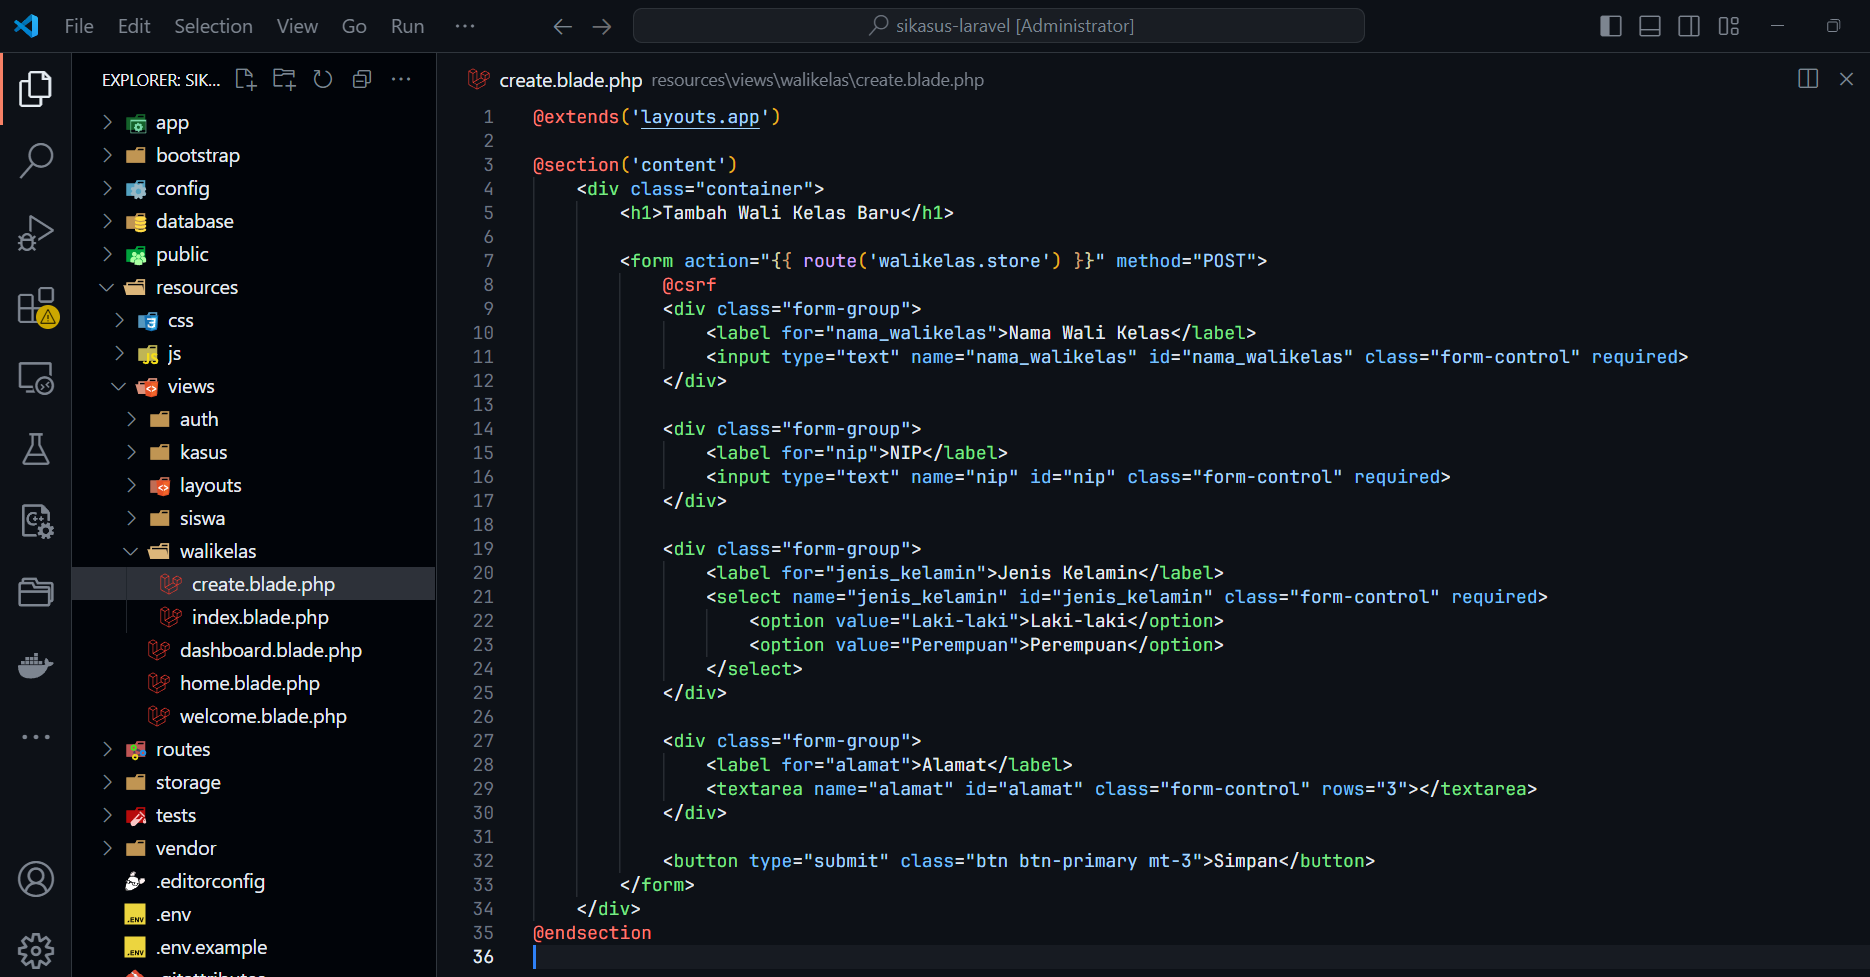 File Edit Selection View Go Run ··· sikasus-laravel [Administrator]
EXPLORER: SIK...
app
bootstrap
config
database
public
resources
css
js
views
auth
kasus
layouts
siswa
walikelas
create.blade.php
index.blade.php
dashboard.blade.php
home.blade.php
welcome.blade.php
routes
storage
tests
vendor
.editorconfig
.env
.env.example
.gitattributes
create.blade.php resources\views\walikelas\create.blade.php
1 @extends('layouts.app')
2
3 @section('content')
4 <div class="container">
5 <h1>Tambah Wali Kelas Baru</h1>
6
7 <form action="{{ route('walikelas.store') }}" method="POST">
8 @csrf
9 <div class="form-group">
10 <label for="nama_walikelas">Nama Wali Kelas</label>
11 <input type="text" name="nama_walikelas" id="nama_walikelas" class="form-control" required>
12 </div>
13
14 <div class="form-group">
15 <label for="nip">NIP</label>
16 <input type="text" name="nip" id="nip" class="form-control" required>
17 </div>
18
19 <div class="form-group">
20 <label for="jenis_kelamin">Jenis Kelamin</label>
21 <select name="jenis_kelamin" id="jenis_kelamin" class="form-control" required>
22 <option value="Laki-laki">Laki-laki</option>
23 <option value="Perempuan">Perempuan</option>
24 </select>
25 </div>
26
27 <div class="form-group">
28 <label for="alamat">Alamat</label>
29 <textarea name="alamat" id="alamat" class="form-control" rows="3"></textarea>
30 </div>
31
32 <button type="submit" class="btn btn-primary mt-3">Simpan</button>
33 </form>
34 </div>
35 @endsection
36